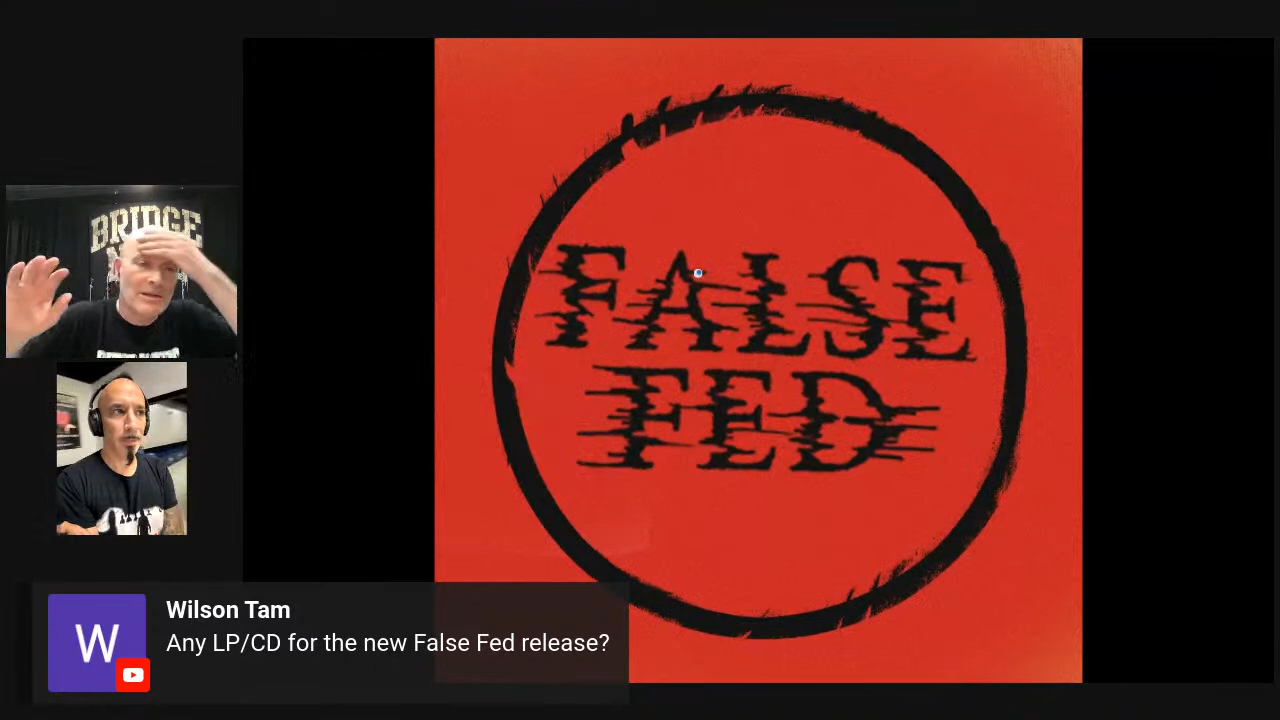 BRIDGE
FALSE
FED
W
Wilson Tam
Any LP/CD for the new False Fed release?